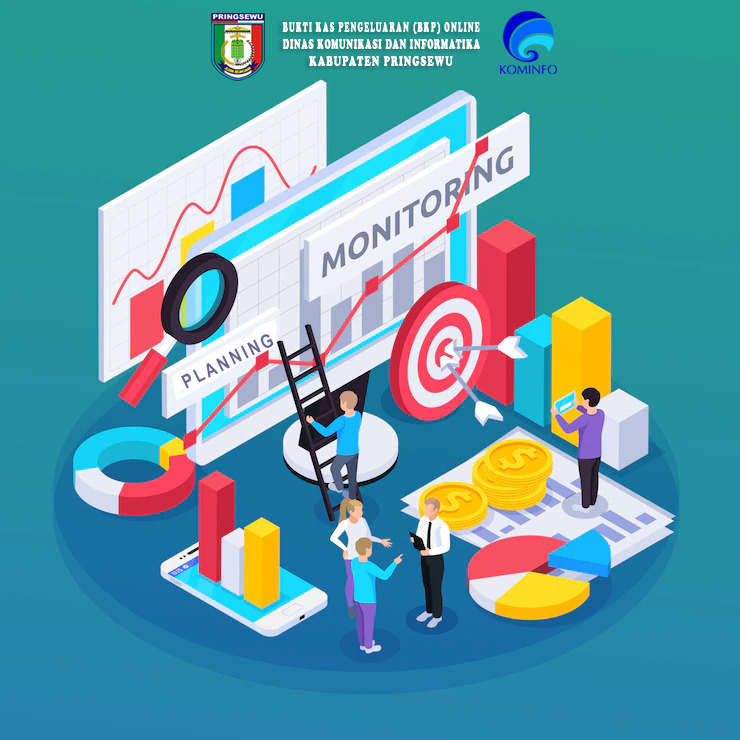 PRINGSEWU
BUKTI KAS PENGELUARAN (BKP) ONLINE
DINAS KOMUNIKASI DAN INFORMATIKA
KABUPATEN PRINGSEWU
KOMINFO
MONITORING
PLANNING